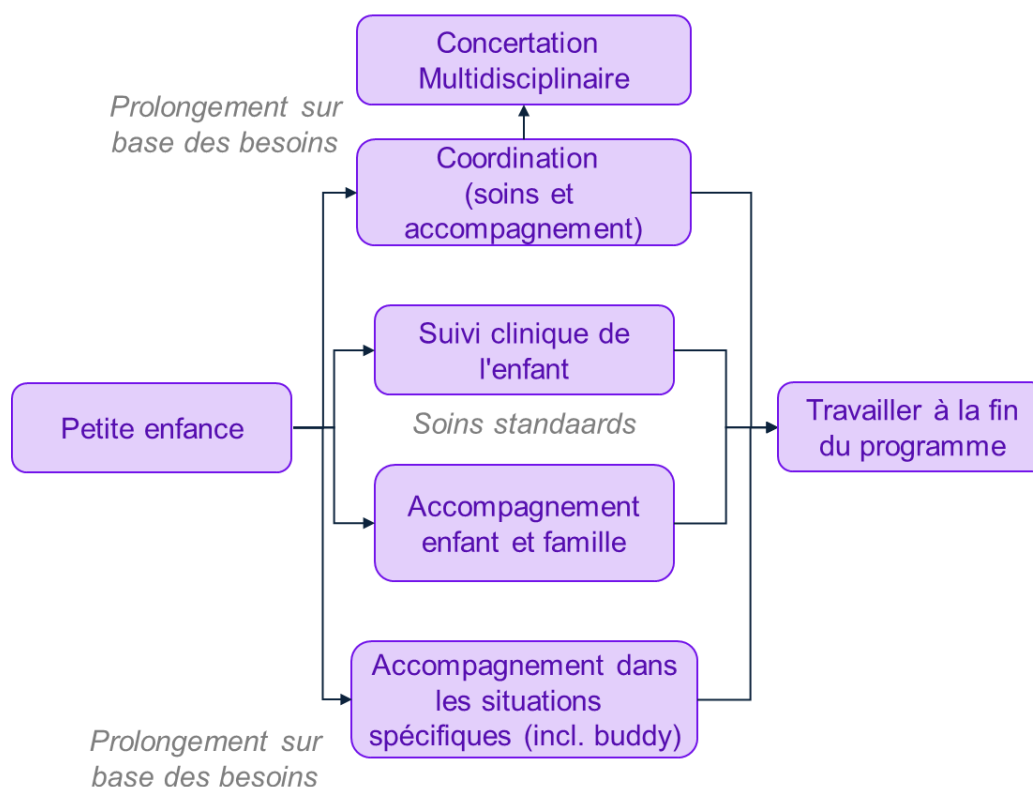 Concertation
Multidisciplinaire
Prolongement sur
base des besoins
Coordination
(soins et
accompagnement)
Suivi clinique de
l'enfant
Petite enfance
Soins standaards
Travailler à la fin
du programme
Accompagnement
enfant et famille
Accompagnement dans
les situations
spécifiques (incl. buddy)
Prolongement sur
base des besoins